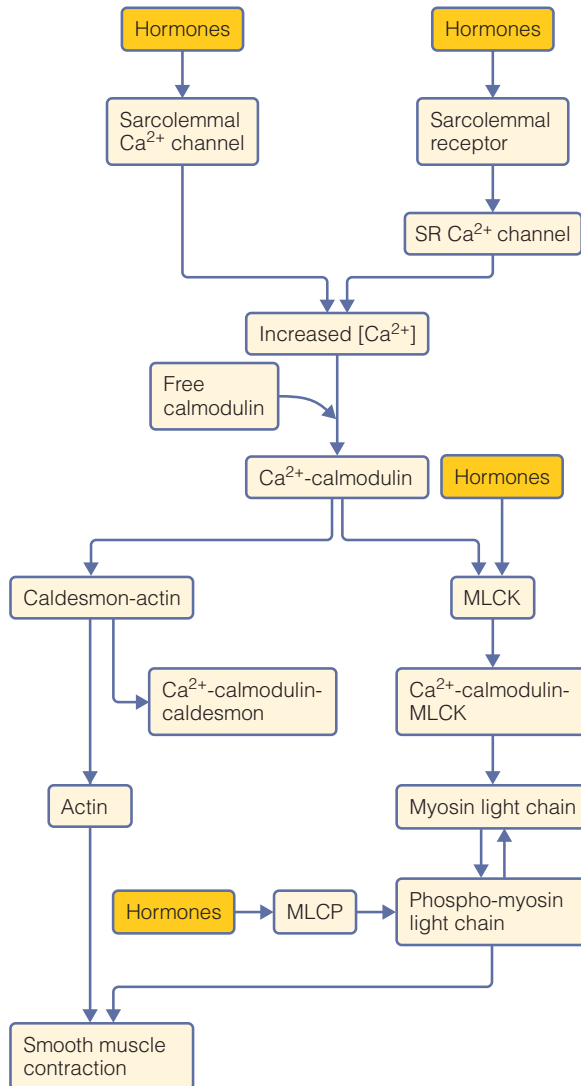 Hormones
Hormones
Sarcolemmal
Ca²⁺ channel
Sarcolemmal
receptor
SR Ca²⁺ channel
Increased [Ca²⁺]
Free
calmodulin
Ca²⁺-calmodulin
Hormones
Caldesmon-actin
MLCK
Ca²⁺-calmodulin-
caldesmon
Ca²⁺-calmodulin-
MLCK
Actin
Myosin light chain
Hormones
MLCP
Phospho-myosin
light chain
Smooth muscle
contraction